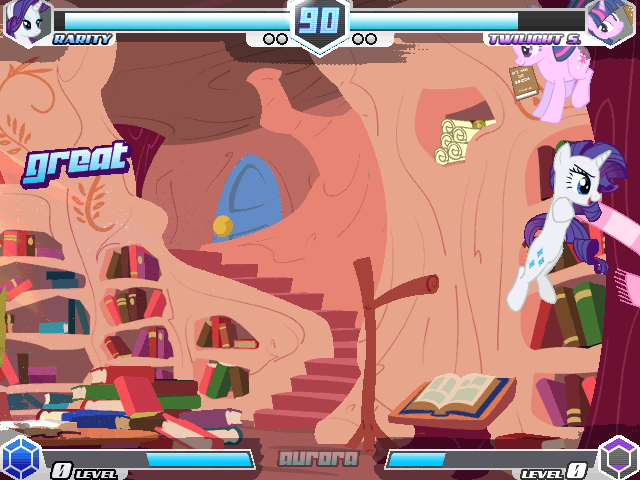 90
RARITY
TWILIGHT S.
great
0 LEVEL
aurora
LEVEL 0